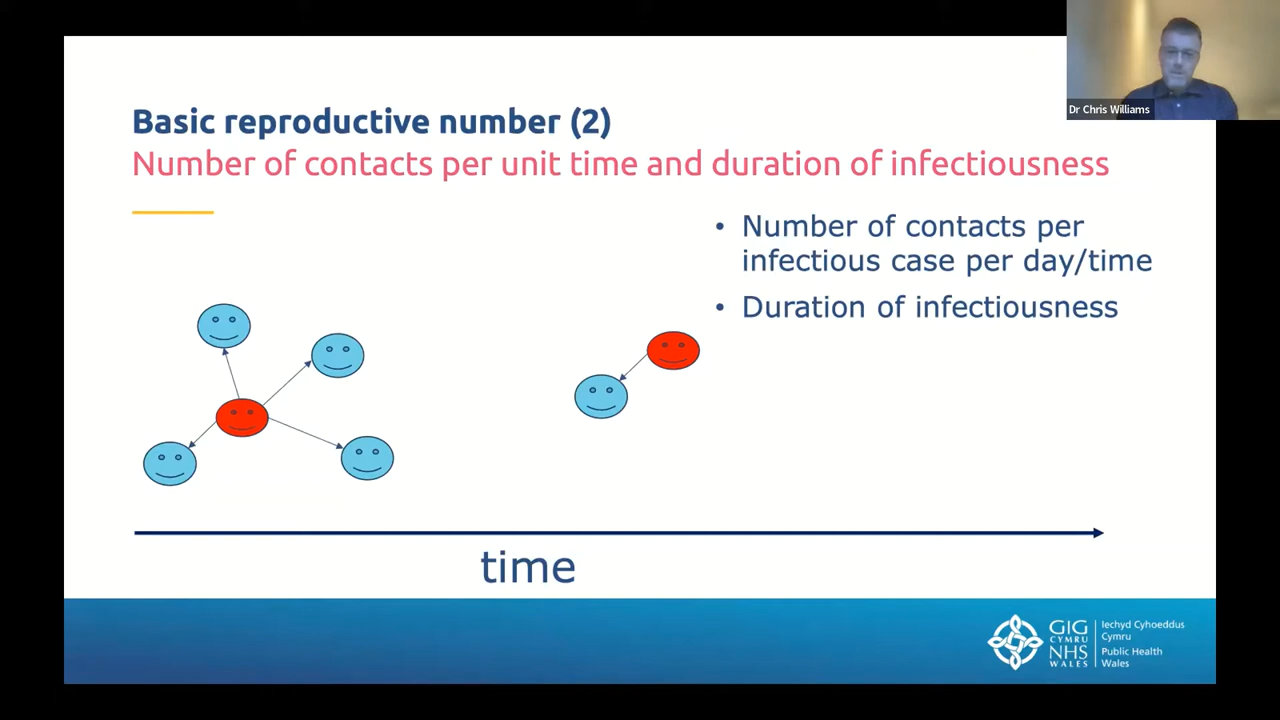 Basic reproductive number (2)
Number of contacts per unit time and duration of infectiousness
• Number of contacts per
infectious case per day/time
• Duration of infectiousness
time
Dr Chris Williams
GIG
CYMRU
NHS
WALES
Iechyd Cyhoeddus
Cymru
Public Health
Wales